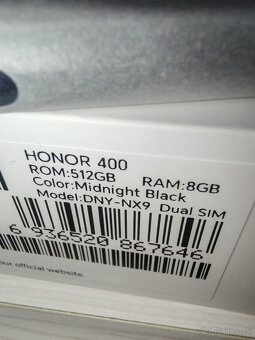 HONOR 400
ROM:512GB RAM:8GB
Color:Midnight Black
Model:DNY-NX9 Dual SIM
6 936520 867646
our official website